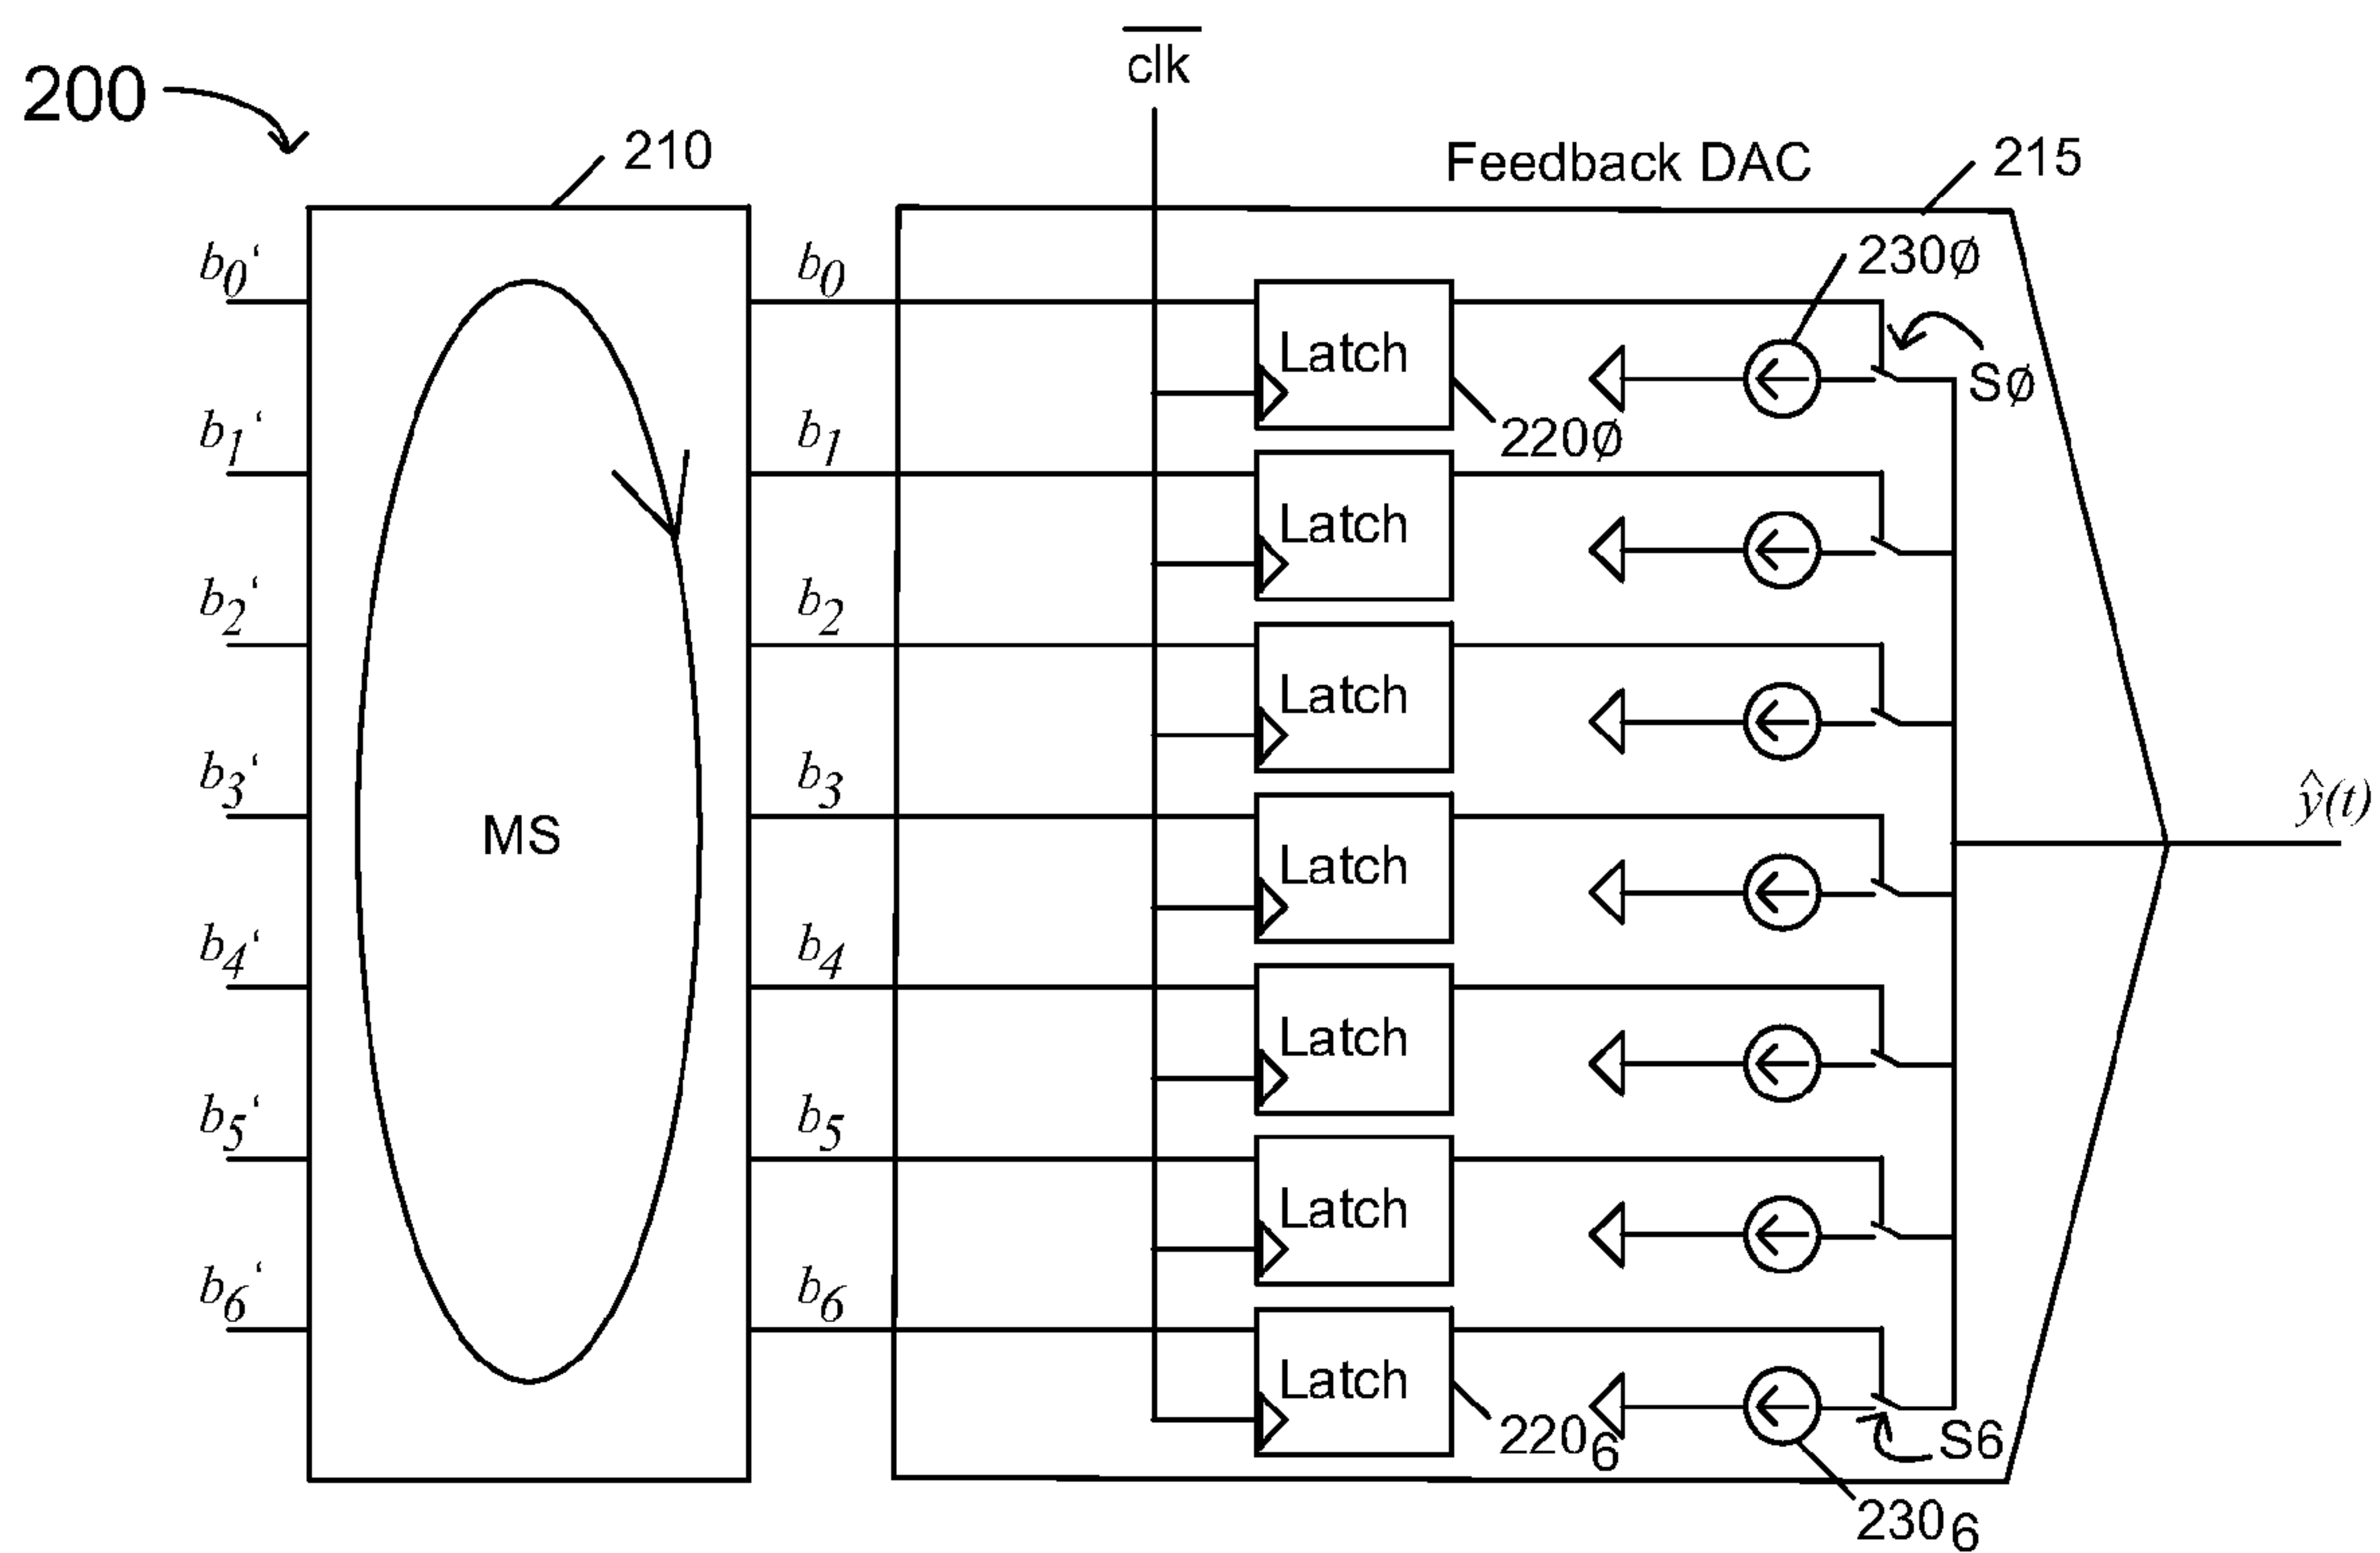 clk
200
210
Feedback DAC
215
b0‘
b0
230ø
Latch
Sø
220ø
b1‘
b1
Latch
b2‘
b2
Latch
b3‘
b3
ŷ(t)
MS
Latch
b4‘
b4
Latch
b5‘
b5
Latch
b6‘
b6
Latch
2206
S6
2306